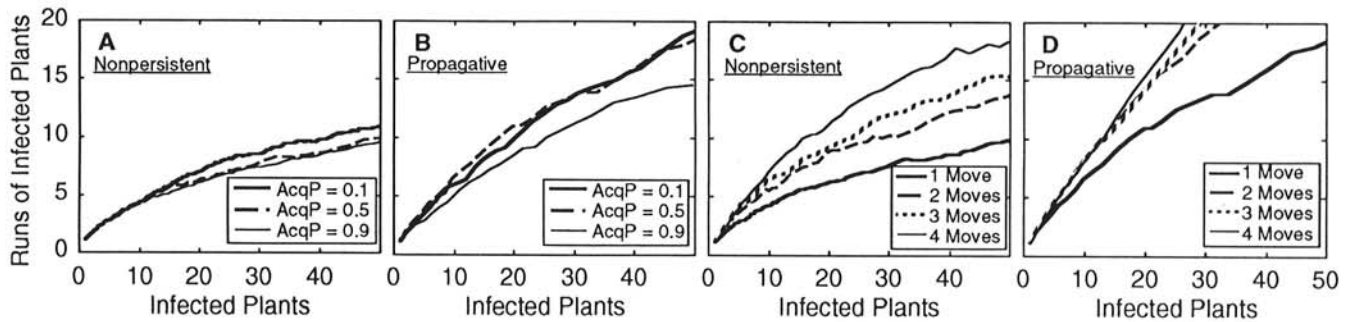 Runs of Infected Plants
20
15
10
5
0
A
Nonpersistent
AcqP = 0.1
AcqP = 0.5
AcqP = 0.9
0 10 20 30 40
Infected Plants
B
Propagative
AcqP = 0.1
AcqP = 0.5
AcqP = 0.9
0 10 20 30 40
Infected Plants
C
Nonpersistent
1 Move
2 Moves
3 Moves
4 Moves
0 10 20 30 40
Infected Plants
D
Propagative
1 Move
2 Moves
3 Moves
4 Moves
0 10 20 30 40 50
Infected Plants